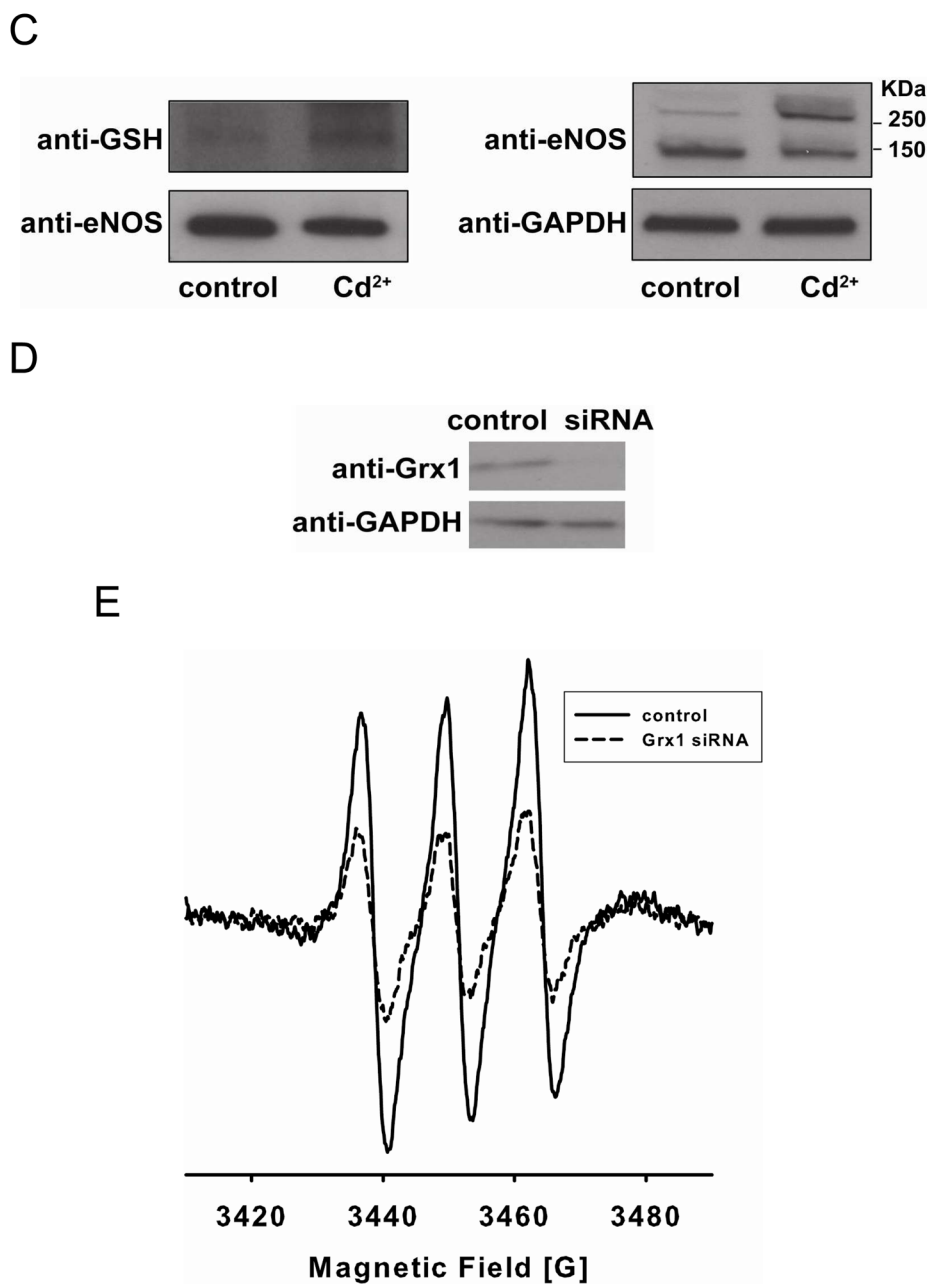 C
anti-GSH
anti-eNOS
control Cd²⁺
KDa
anti-eNOS
250
150
anti-GAPDH
control Cd²⁺
D
control siRNA
anti-Grx1
anti-GAPDH
E
control
Grx1 siRNA
3420 3440 3460 3480
Magnetic Field [G]